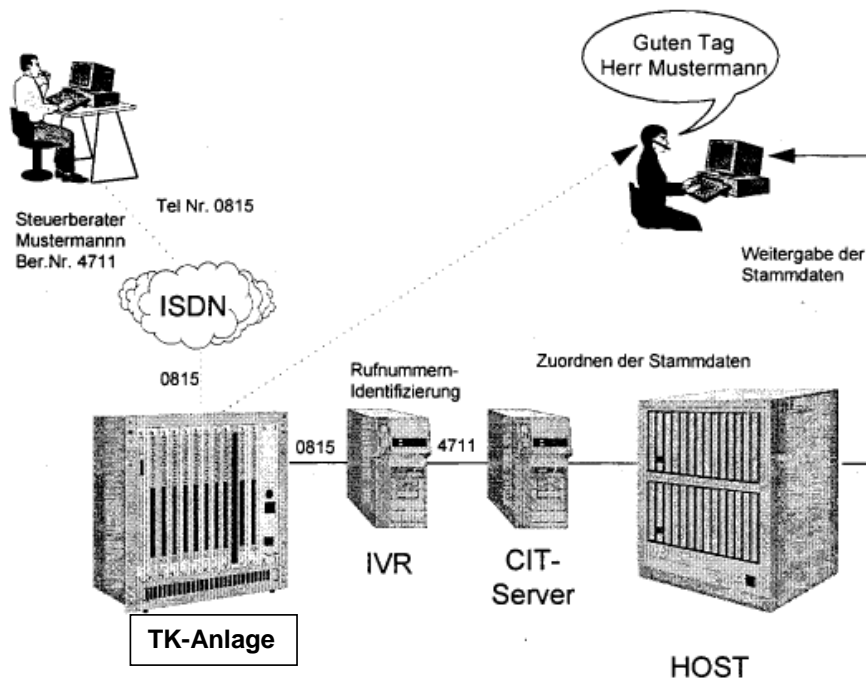 Guten Tag
Herr Mustermann
Tel Nr. 0815
Steuerberater
Mustermannn
Ber.Nr. 4711
Weitergabe der
Stammdaten
ISDN
0815
Rufnummern-
Identifizierung
Zuordnen der Stammdaten
0815
4711
IVR
CIT-
Server
TK-Anlage
HOST